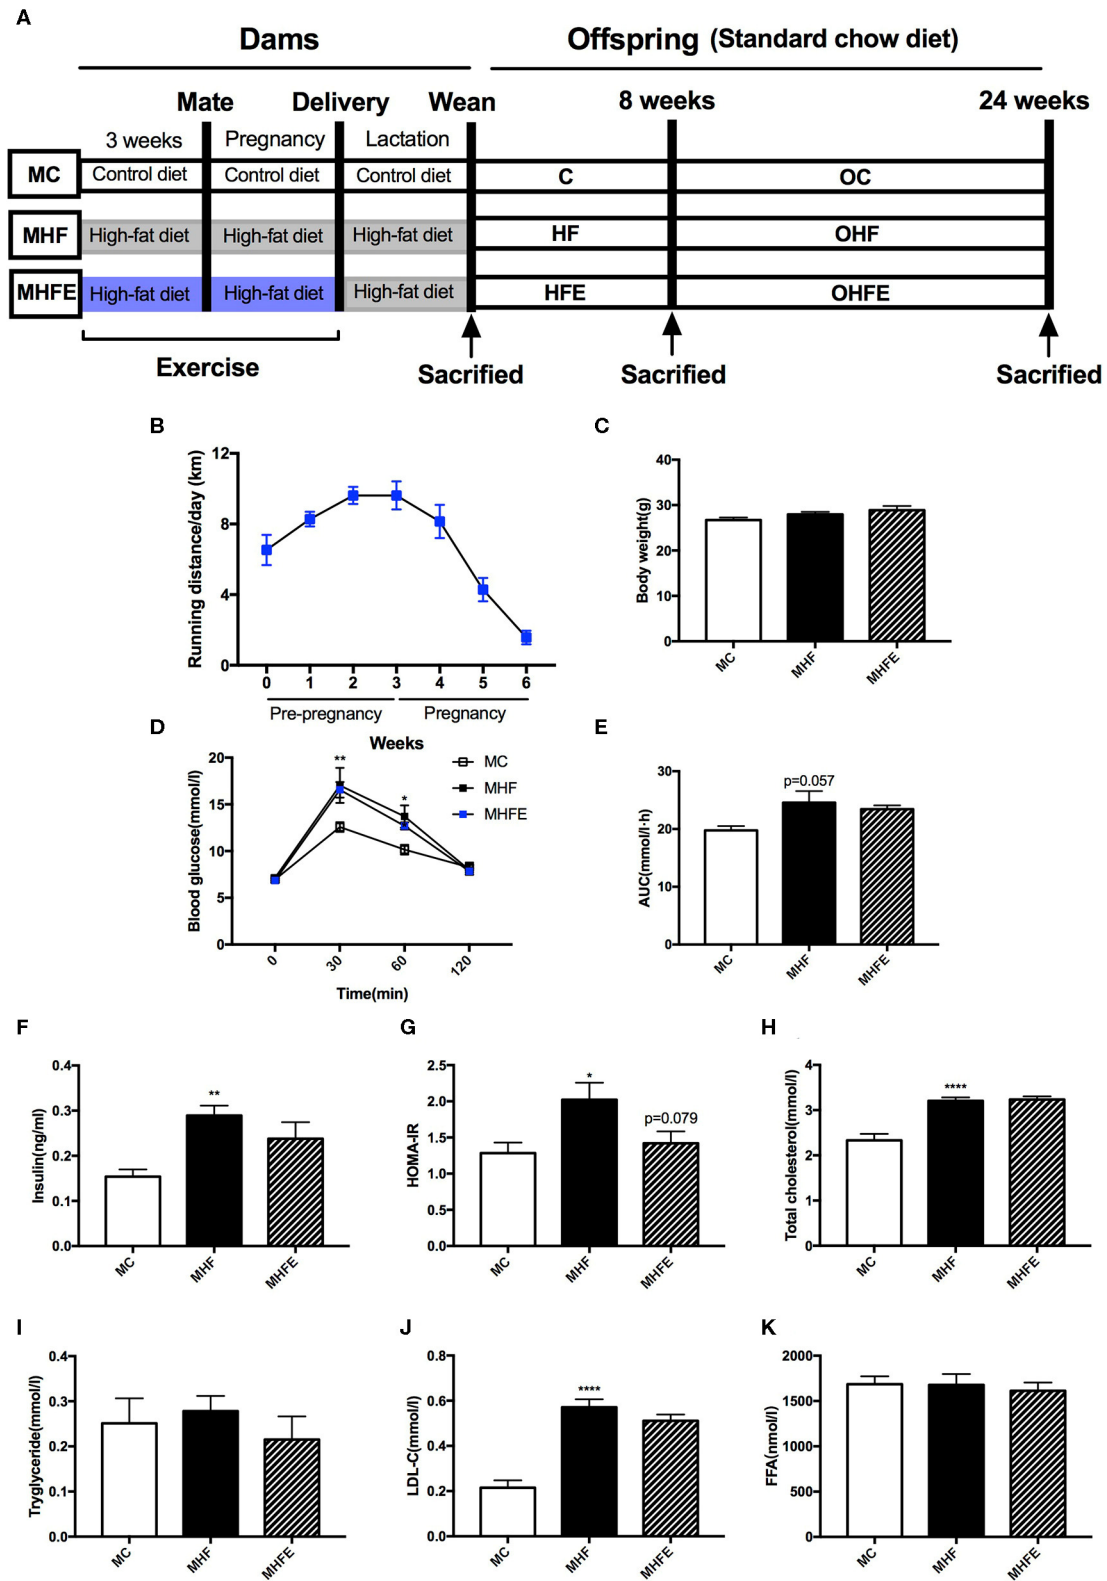 A
Dams
Offspring (Standard chow diet)
Mate
Delivery
Wean
8 weeks
24 weeks
3 weeks
Pregnancy
Lactation
MC
Control diet
Control diet
Control diet
C
OC
MHF
High-fat diet
High-fat diet
High-fat diet
HF
OHF
MHFE
High-fat diet
High-fat diet
High-fat diet
HFE
OHFE
Exercise
Sacrified
Sacrified
Sacrified
B
Running distance/day (km)
12
8
4
0
0
1
2
3
4
5
6
Pre-pregnancy
Pregnancy
Weeks
C
Body weight(g)
40
30
20
10
0
MC
MHF
MHFE
D
Blood glucose(mmol/l)
20
15
10
5
0
**
*
MC
MHF
MHFE
0
30
60
120
Time(min)
E
AUC(mmol/l·h)
30
20
10
0
p=0.057
MC
MHF
MHFE
F
Insulin(ng/ml)
0.4
0.3
0.2
0.1
0.0
**
MC
MHF
MHFE
G
HOMA-IR
2.5
2.0
1.5
1.0
0.5
0.0
*
p=0.079
MC
MHF
MHFE
H
Total cholesterol(mmol/l)
4
3
2
1
0
****
MC
MHF
MHFE
I
Tryglyceride(mmol/l)
0.4
0.3
0.2
0.1
0.0
MC
MHF
MHFE
J
LDL-C(mmol/l)
0.8
0.6
0.4
0.2
0.0
****
MC
MHF
MHFE
K
FFA(nmol/l)
2000
1500
1000
500
0
MC
MHF
MHFE